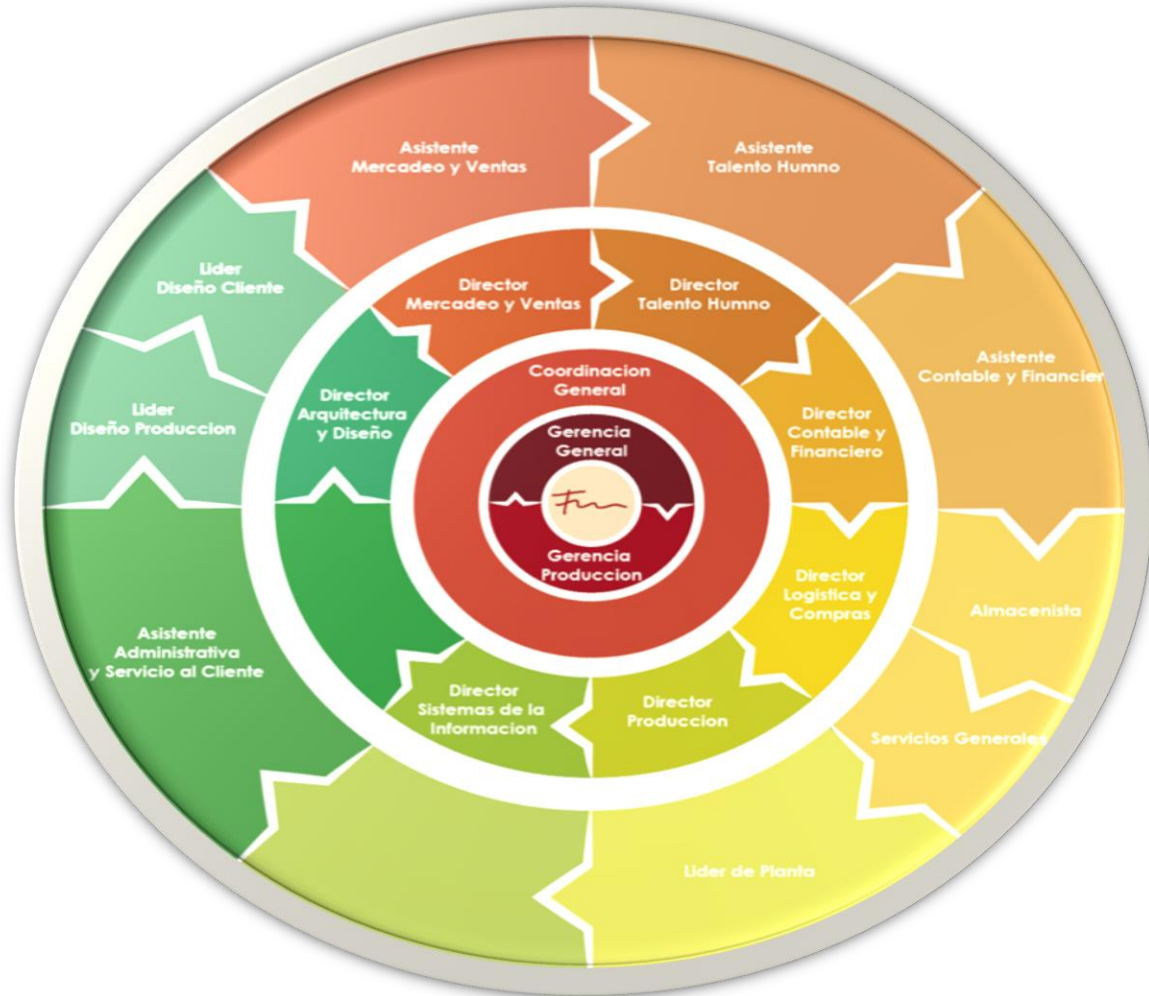 Asistente
Mercadeo y Ventas
Asistente
Talento Humno
Lider
Diseño Cliente
Director
Mercadeo y Ventas
Director
Talento Humno
Asistente
Contable y Financier
Coordinacion
General
Lider
Diseño Produccion
Director
Arquitectura
y Diseño
Director
Contable y
Financiero
Gerencia
General
Gerencia
Produccion
Director
Logistica y
Compras
Almacenista
Asistente
Administrativa
y Servicio al Cliente
Director
Sistemas de la
Informacion
Director
Produccion
Servicios Generales
Lider de Planta